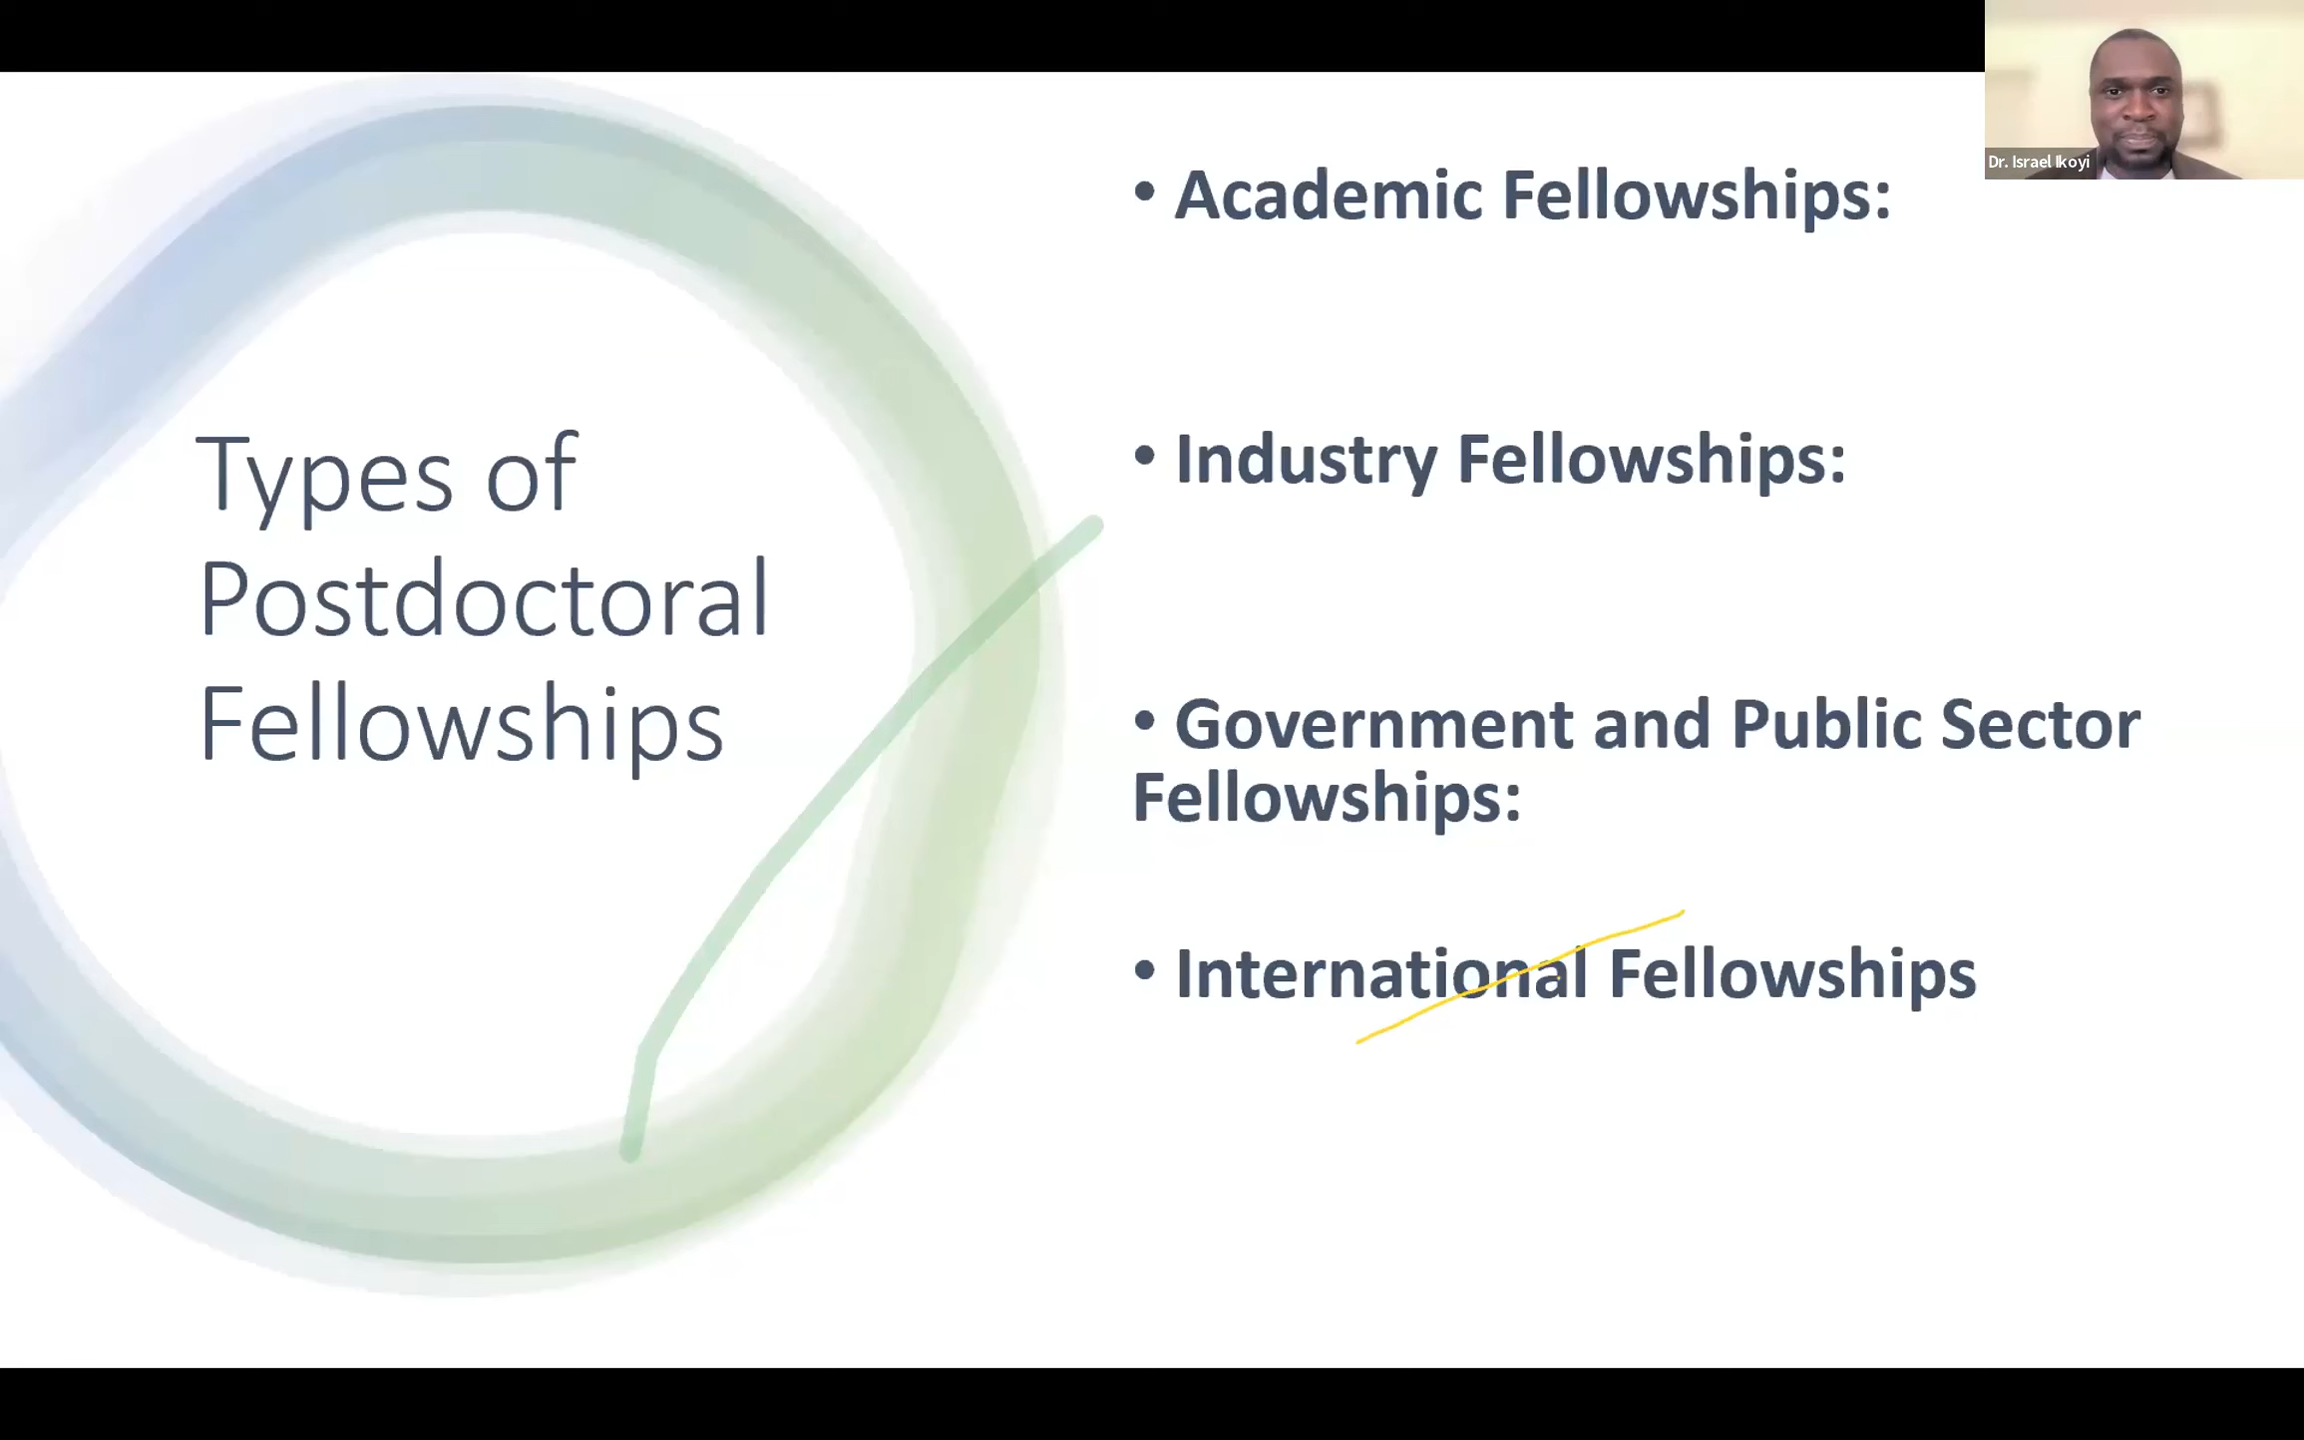 Types of
Postdoctoral
Fellowships
• Academic Fellowships:
• Industry Fellowships:
• Government and Public Sector
Fellowships:
• International Fellowships
Dr. Israel Ikoyi